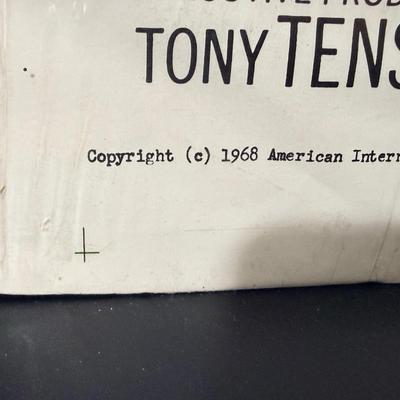 TONY TENS
Copyright (c) 1968 American Intern